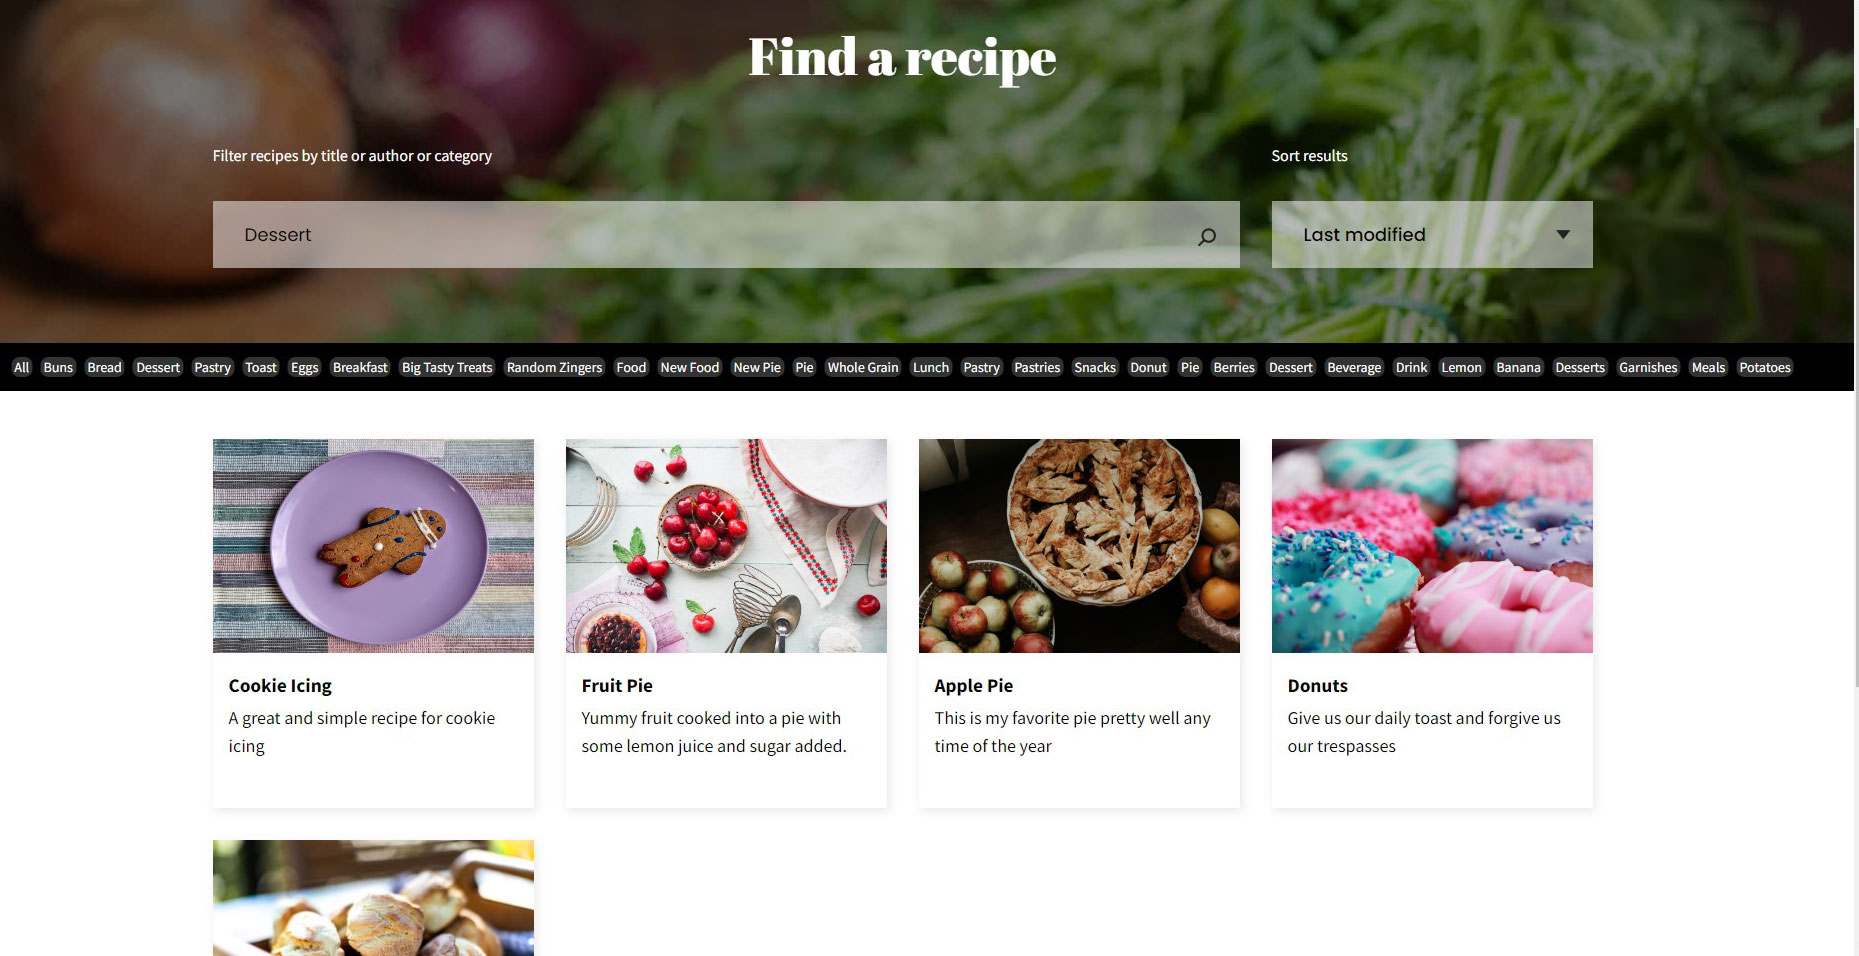 Find a recipe
Filter recipes by title or author or category
Sort results
Dessert
Last modified
All Buns Bread Dessert Pastry Toast Eggs Breakfast Big Tasty Treats Random Zingers Food New Food New Pie Pie Whole Grain Lunch Pastry Pastries Snacks Donut Pie Berries Dessert Beverage Drink Lemon Banana Desserts Garnishes Meals Potatoes
Cookie Icing
A great and simple recipe for cookie
icing
Fruit Pie
Yummy fruit cooked into a pie with
some lemon juice and sugar added.
Apple Pie
This is my favorite pie pretty well any
time of the year
Donuts
Give us our daily toast and forgive us
our trespasses